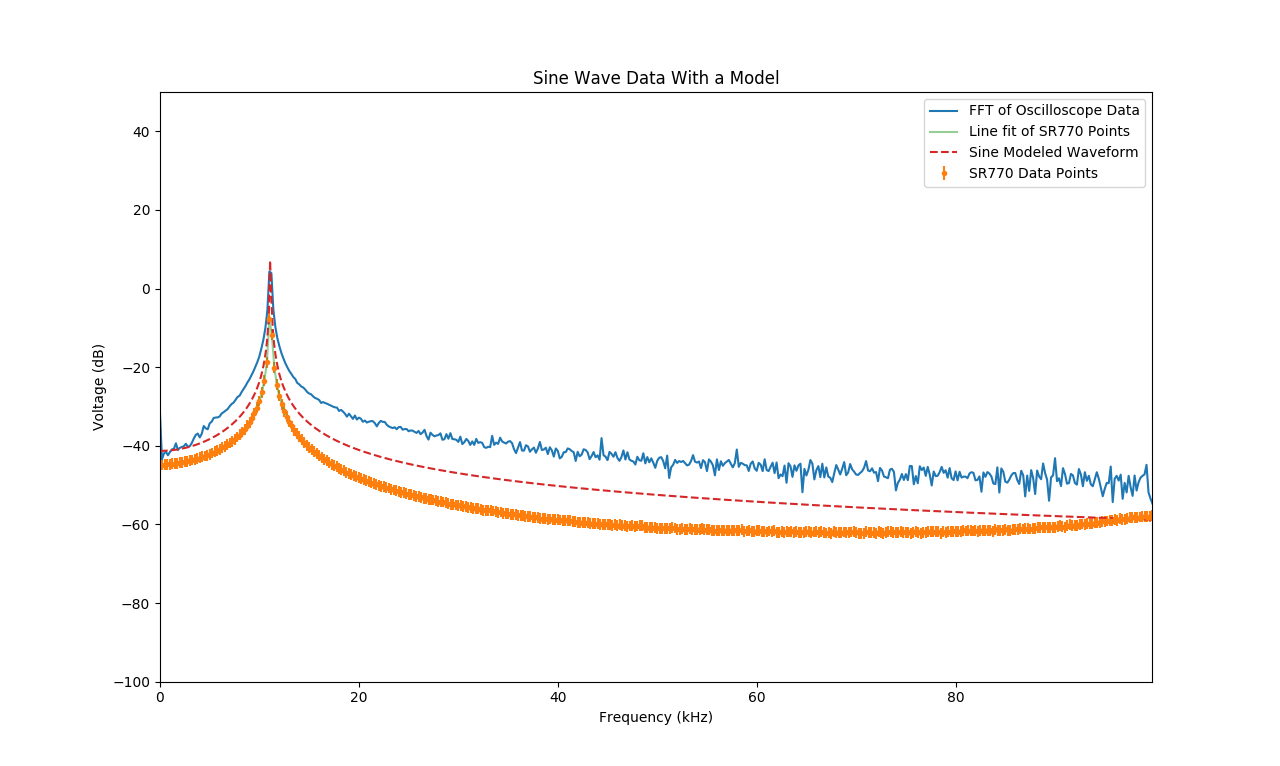 Sine Wave Data With a Model
FFT of Oscilloscope Data
Line fit of SR770 Points
Sine Modeled Waveform
SR770 Data Points
40
20
0
−20
−40
−60
−80
−100
Voltage (dB)
0 20 40 60 80
Frequency (kHz)